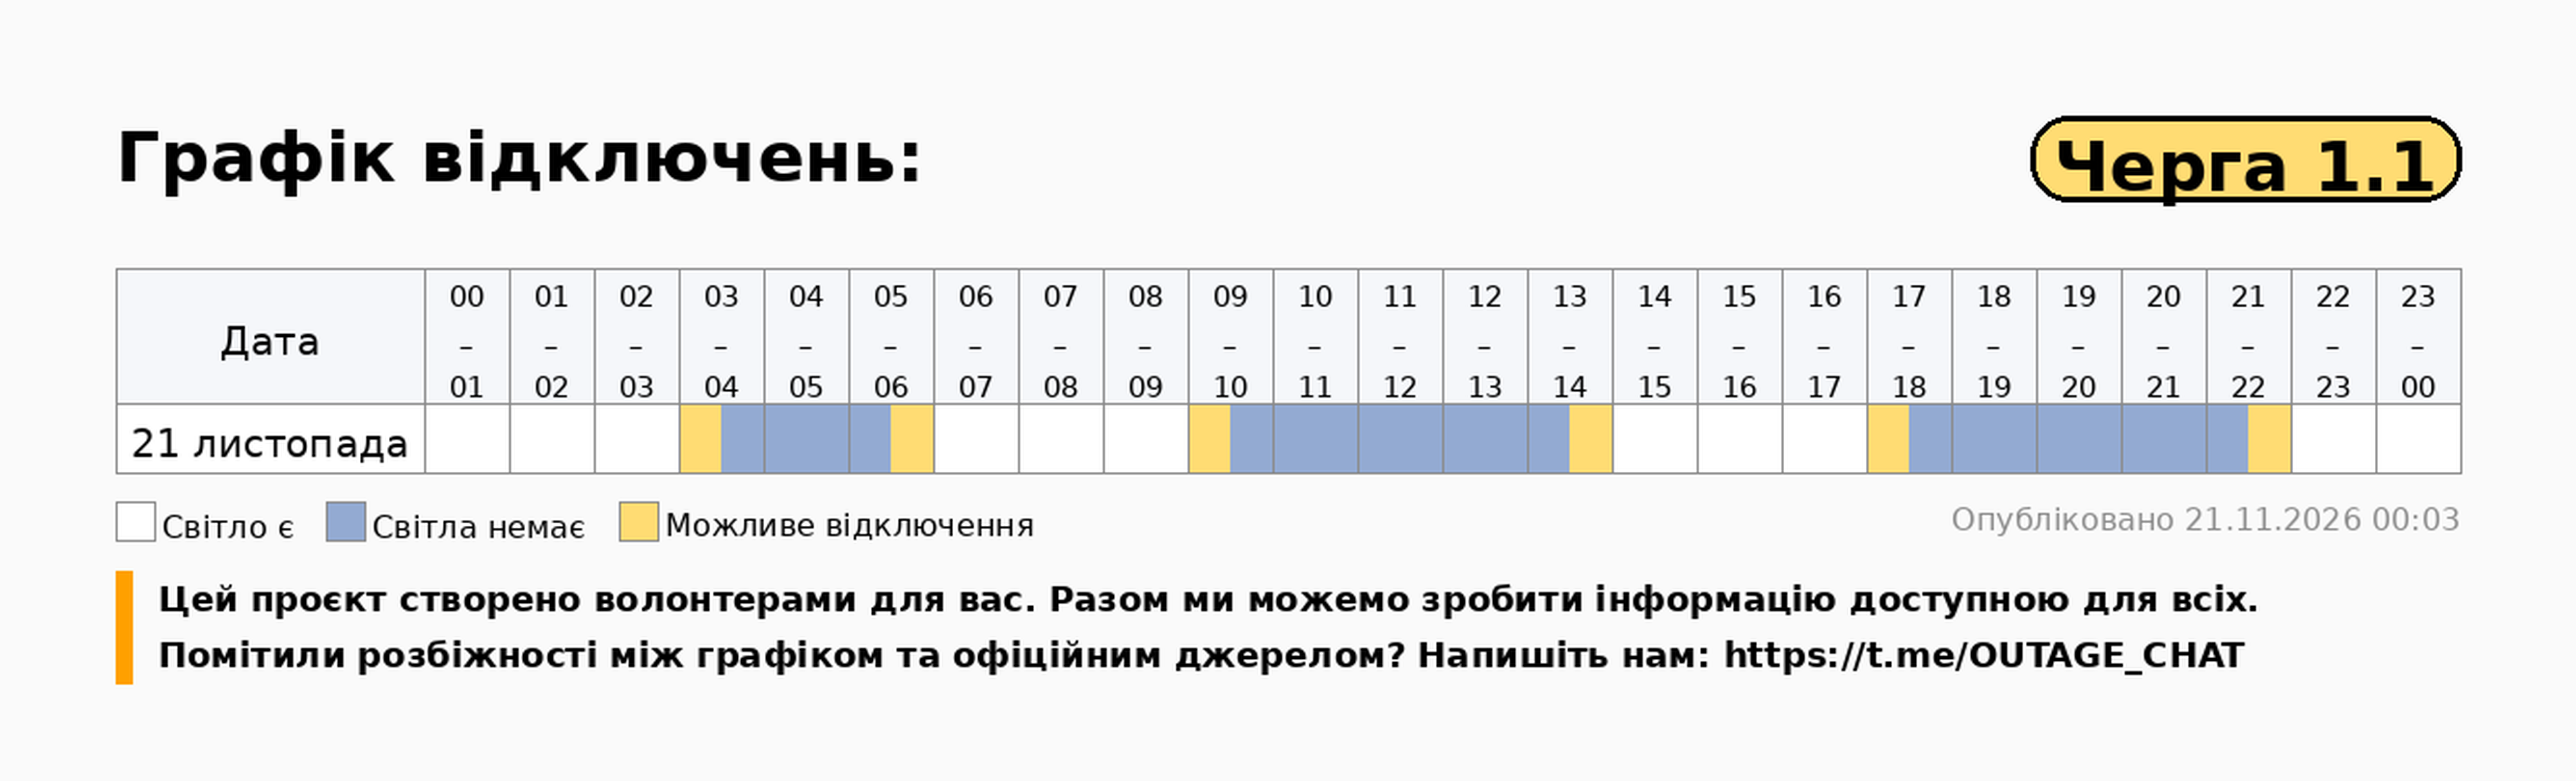 Графік відключень:
Черга 1.1
Дата 00 – 01 01 – 02 02 – 03 03 – 04 04 – 05 05 – 06 06 – 07 07 – 08 08 – 09 09 – 10 10 – 11 11 – 12 12 – 13 13 – 14 14 – 15 15 – 16 16 – 17 17 – 18 18 – 19 19 – 20 20 – 21 21 – 22 22 – 23 23 – 00
21 листопада
Світло є Світла немає Можливе відключення
Опубліковано 21.11.2026 00:03
Цей проєкт створено волонтерами для вас. Разом ми можемо зробити інформацію доступною для всіх.
Помітили розбіжності між графіком та офіційним джерелом? Напишіть нам: https://t.me/OUTAGE_CHAT